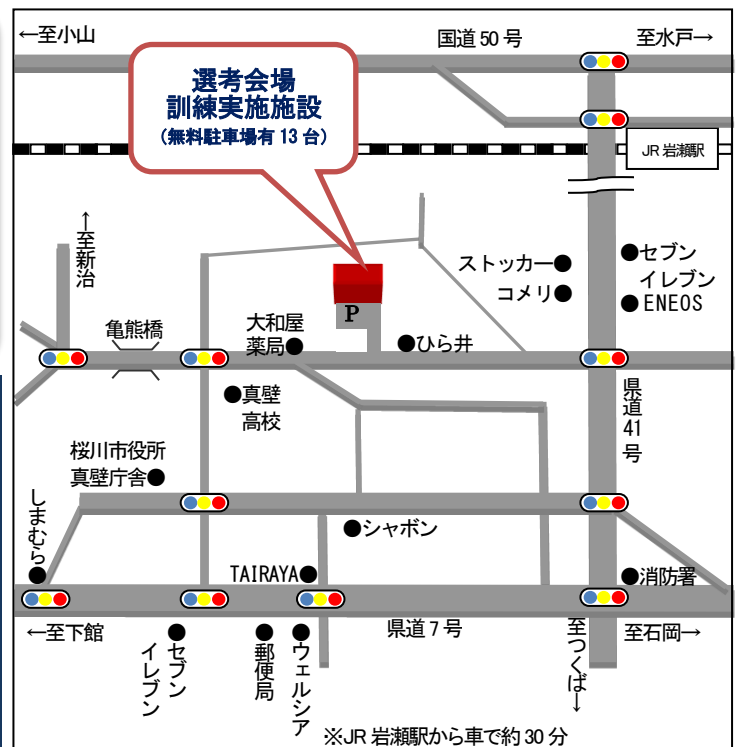 ←至小山
国道50号
至水戸→
選考会場
訓練実施施設
(無料駐車場有13台)
JR岩瀬駅
←至新治
ストッカー●
コメリ●
●セブン
イレブン
●ENEOS
亀熊橋
大和屋
薬局●
P
●ひら井
●真壁
高校
県道41号
桜川市役所
真壁庁舎●
しまむら●
●シャボン
TAIRAYA●
●消防署
←至下館
●セブン
イレブン
●郵便局
●ウェルシア
県道7号
至つくば→
至石岡→
※JR岩瀬駅から車で約30分